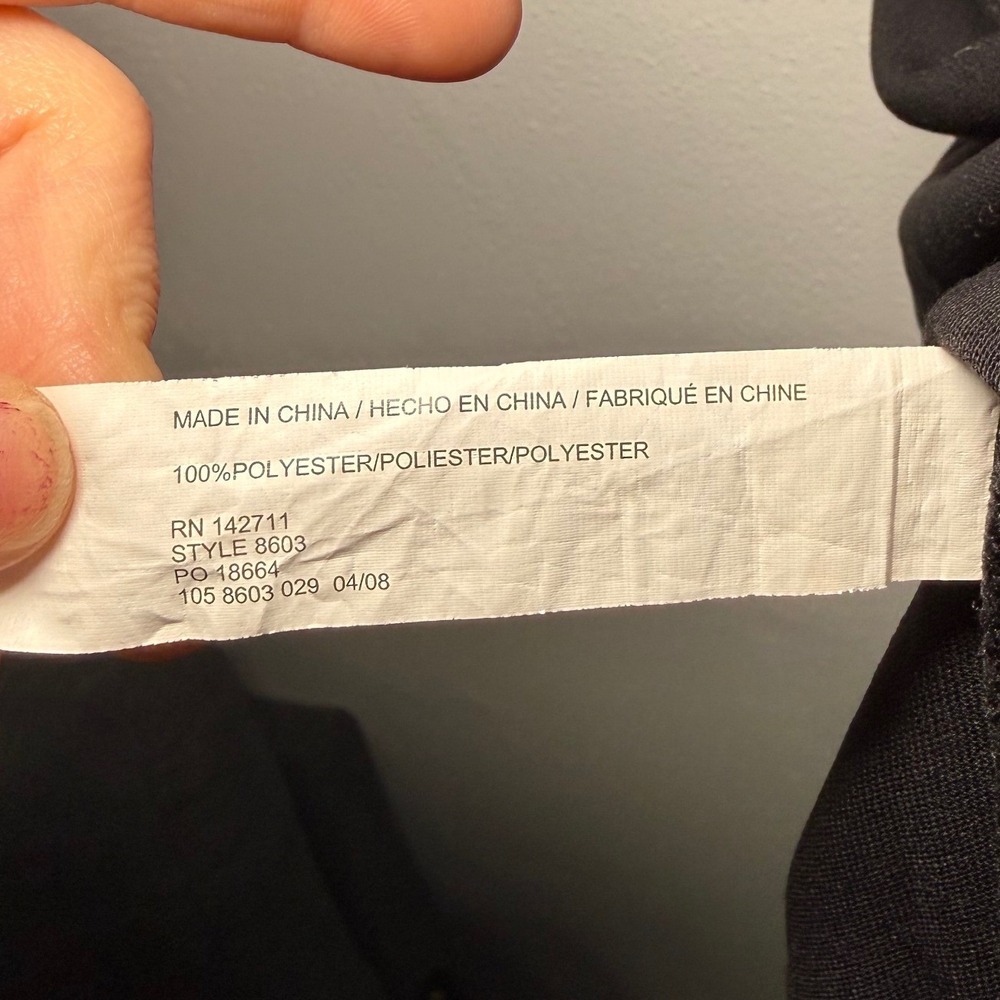 MADE IN CHINA / HECHO EN CHINA / FABRIQUÉ EN CHINE
100%POLYESTER/POLIESTER/POLYESTER
RN 142711
STYLE 8603
PO 18664
105 8603 029 04/08